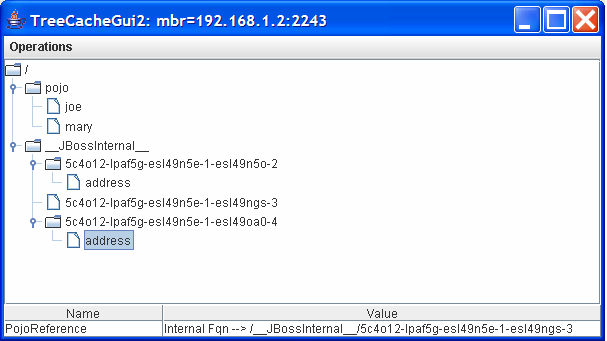 TreeCacheGui2: mbr=192.168.1.2:2243
Operations
/
pojo
joe
mary
__JBossInternal__
5c4o12-lpaf5g-esl49n5e-1-esl49n5o-2
address
5c4o12-lpaf5g-esl49n5e-1-esl49ngs-3
5c4o12-lpaf5g-esl49n5e-1-esl49oa0-4
address
Name Value
PojoReference Internal Fqn --> /__JBossInternal__/5c4o12-lpaf5g-esl49n5e-1-esl49ngs-3